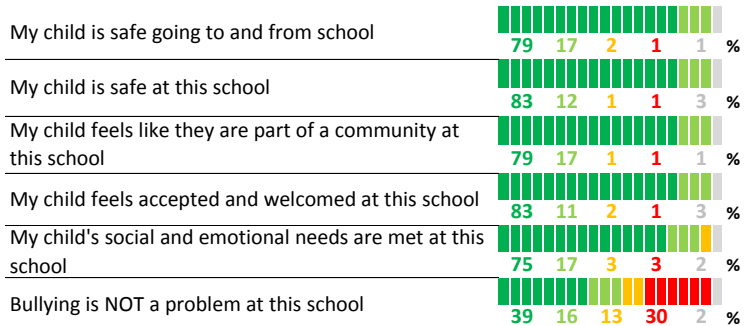 My child is safe going to and from school
79 17 2 1 1 %
My child is safe at this school
83 12 1 1 3 %
My child feels like they are part of a community at
this school
79 17 1 1 1 %
My child feels accepted and welcomed at this school
83 11 2 1 3 %
My child's social and emotional needs are met at this
school
75 17 3 3 2 %
Bullying is NOT a problem at this school
39 16 13 30 2 %